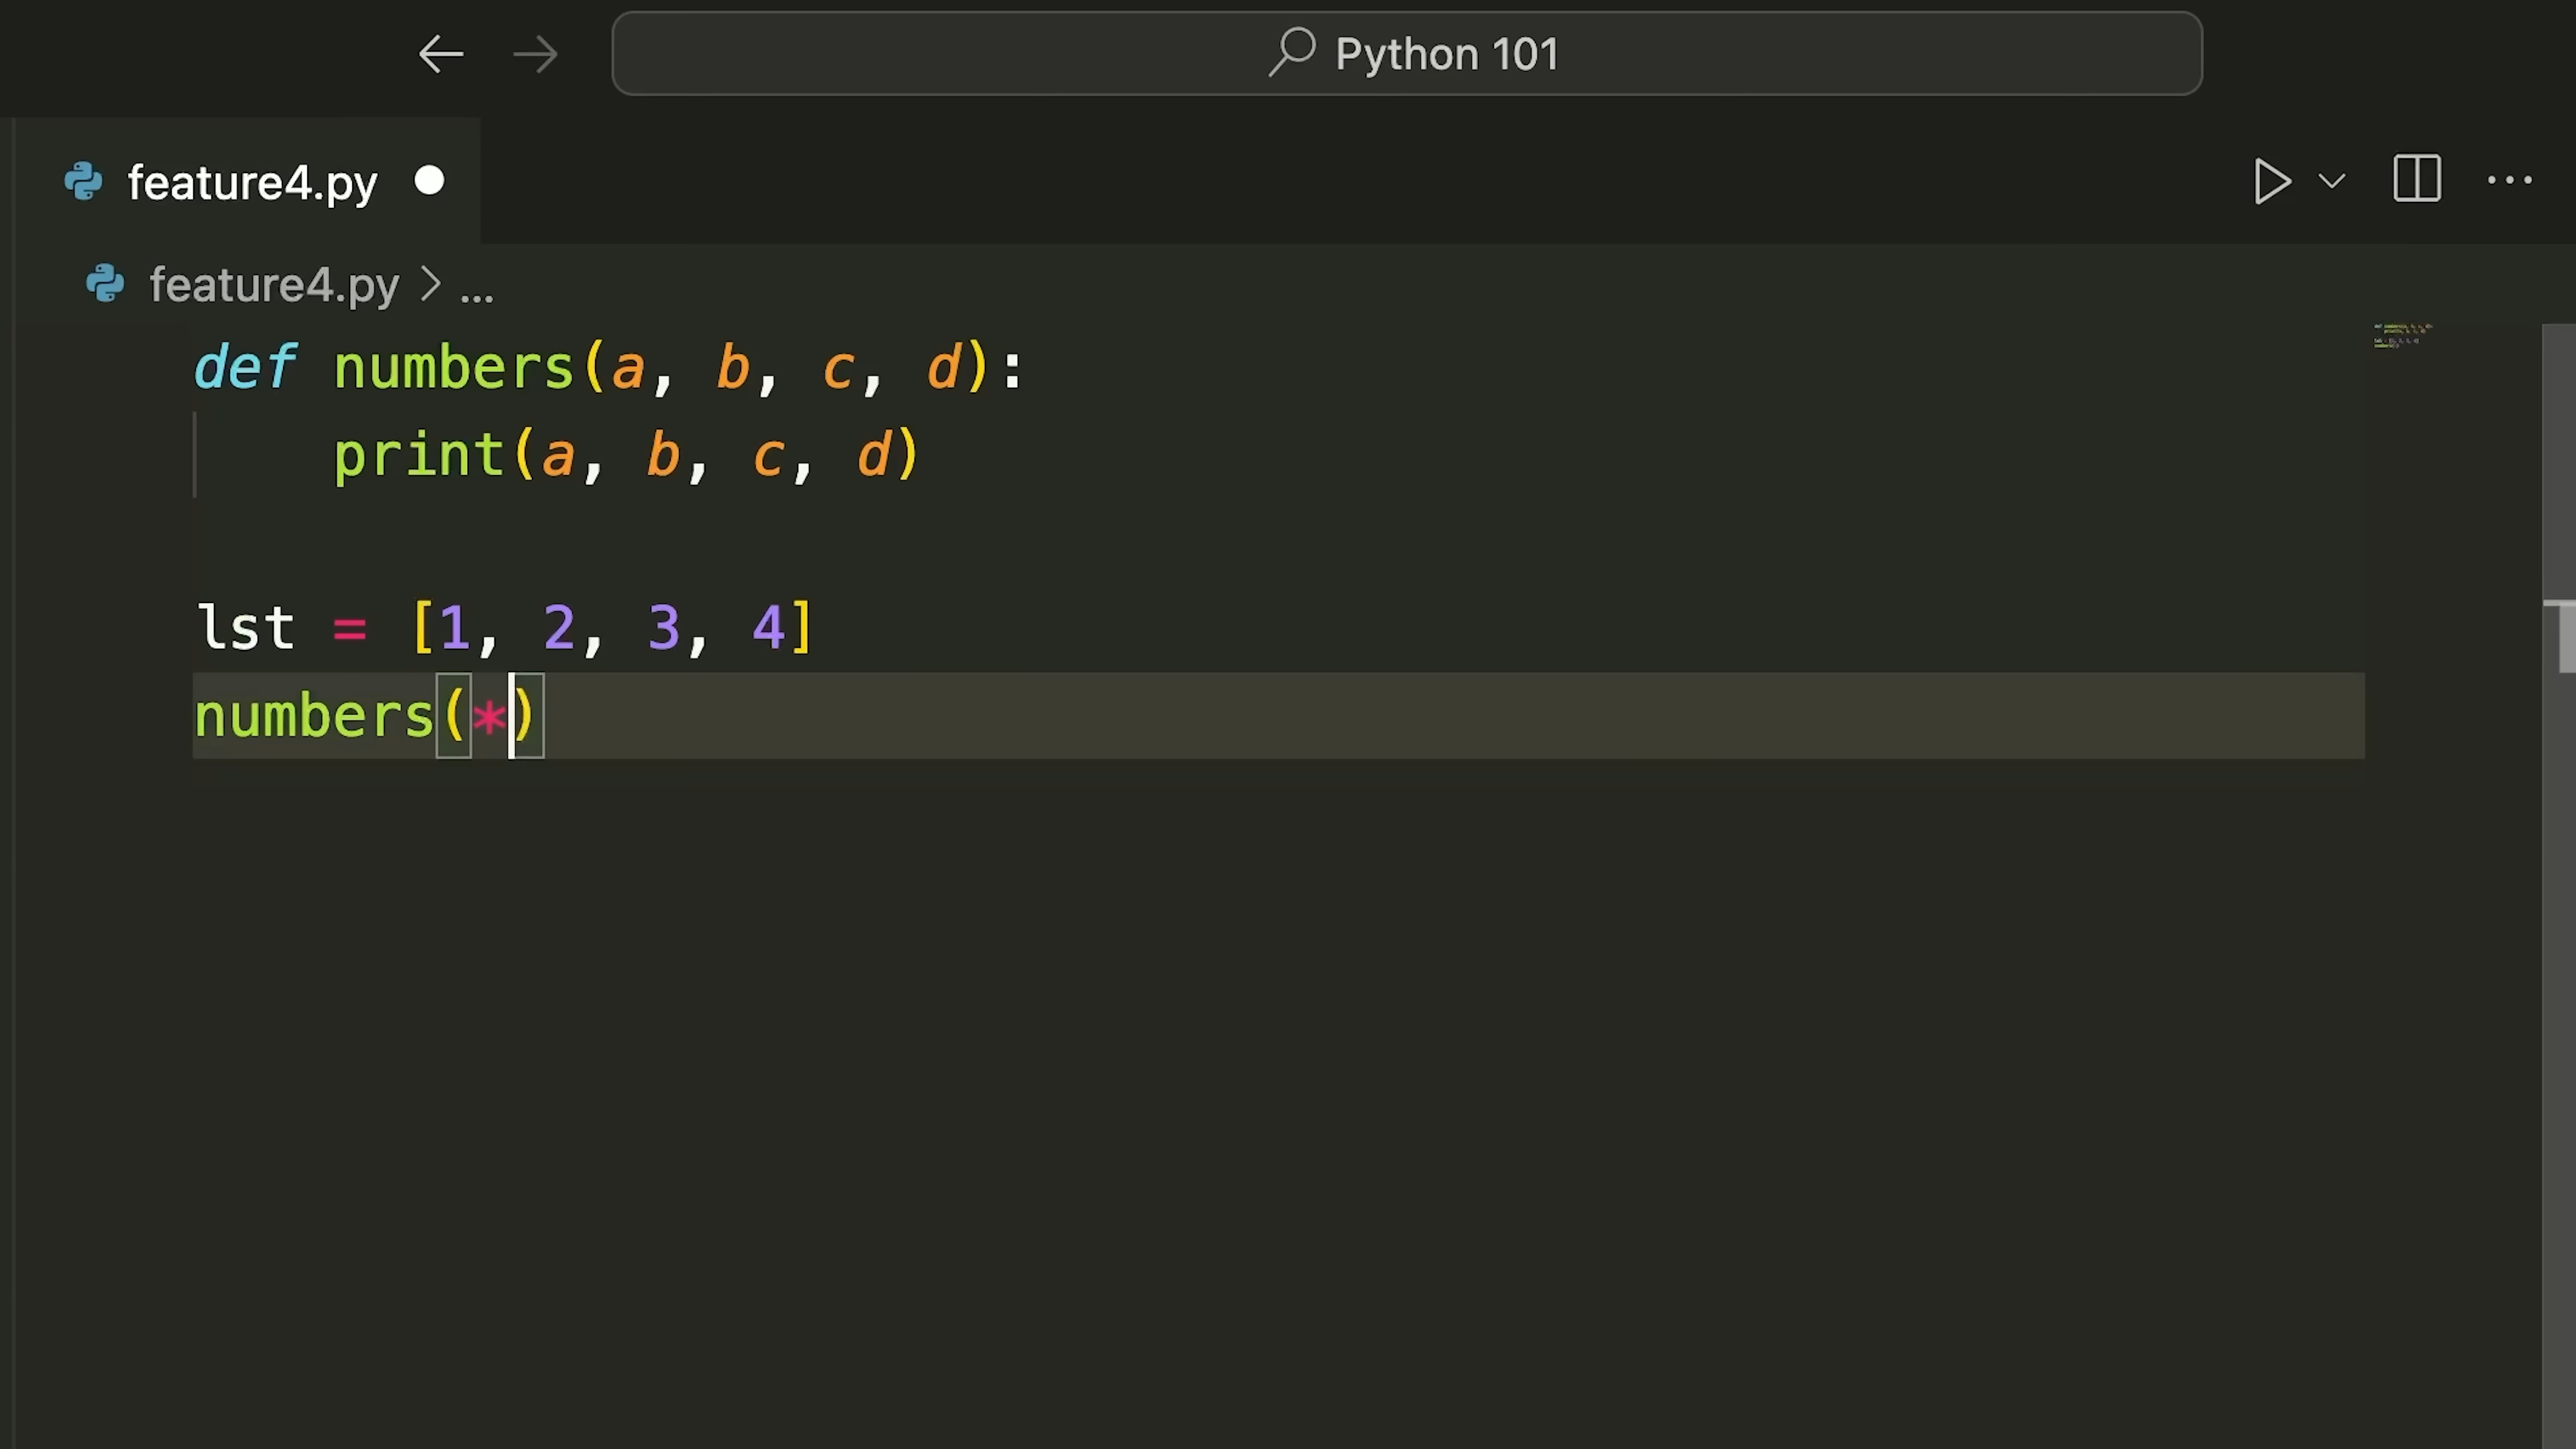 Python 101
feature4.py
feature4.py > ...
def numbers(a, b, c, d):
    print(a, b, c, d)
lst = [1, 2, 3, 4]
numbers(*)